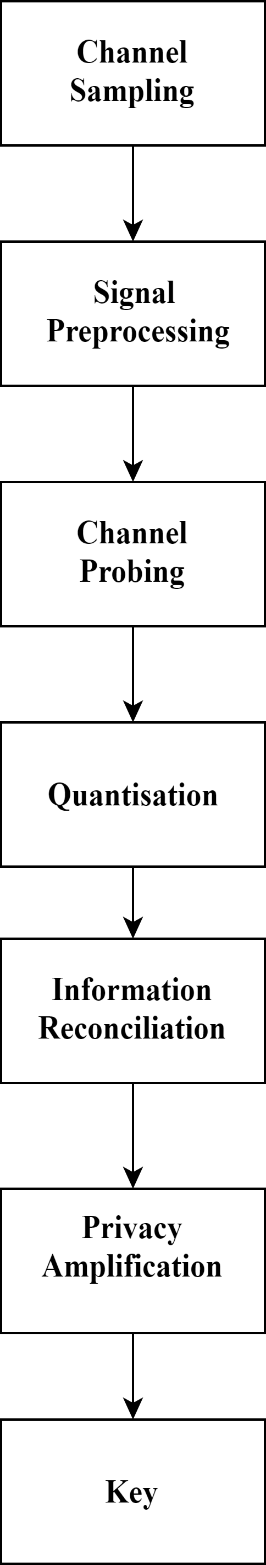 Channel
Sampling
Signal
Preprocessing
Channel
Probing
Quantisation
Information
Reconciliation
Privacy
Amplification
Key